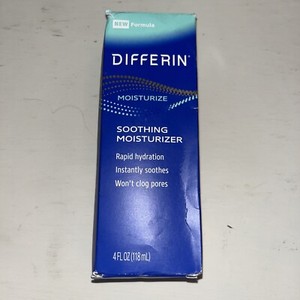 NEW Formula
DIFFERIN®
MOISTURIZE
SOOTHING
MOISTURIZER
Rapid hydration
Instantly soothes
Won't clog pores
4 FL OZ (118 mL)